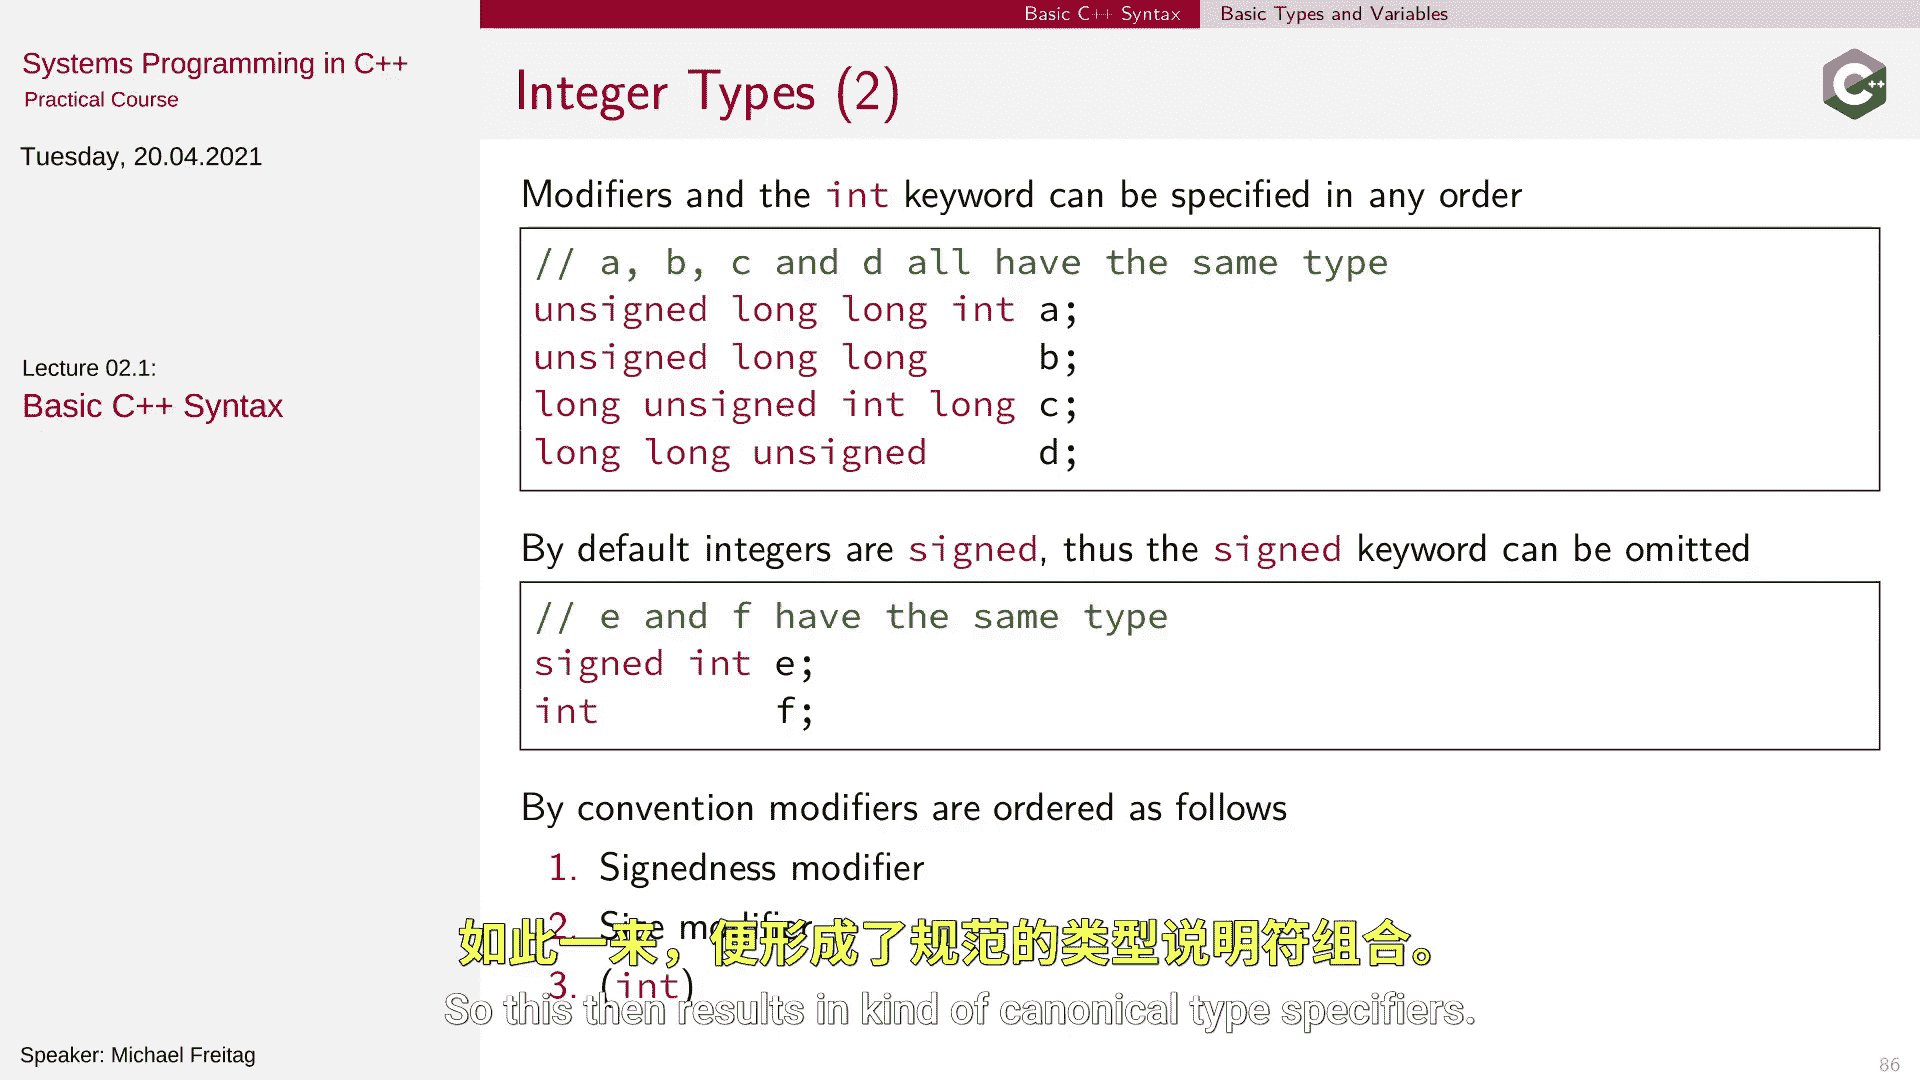 Basic C++ Syntax Basic Types and Variables
Systems Programming in C++
Practical Course
Tuesday, 20.04.2021
Lecture 02.1:
Basic C++ Syntax
Integer Types (2)
C++
Modifiers and the int keyword can be specified in any order
// a, b, c and d all have the same type
unsigned long long int a;
unsigned long long     b;
long unsigned int long c;
long long unsigned     d;
By default integers are signed, thus the signed keyword can be omitted
// e and f have the same type
signed int e;
int        f;
By convention modifiers are ordered as follows
1. Signedness modifier
2. Size modifier
3. (int)
如此一来，便形成了规范的类型说明符组合。
So this then results in kind of canonical type specifiers.
Speaker: Michael Freitag
86